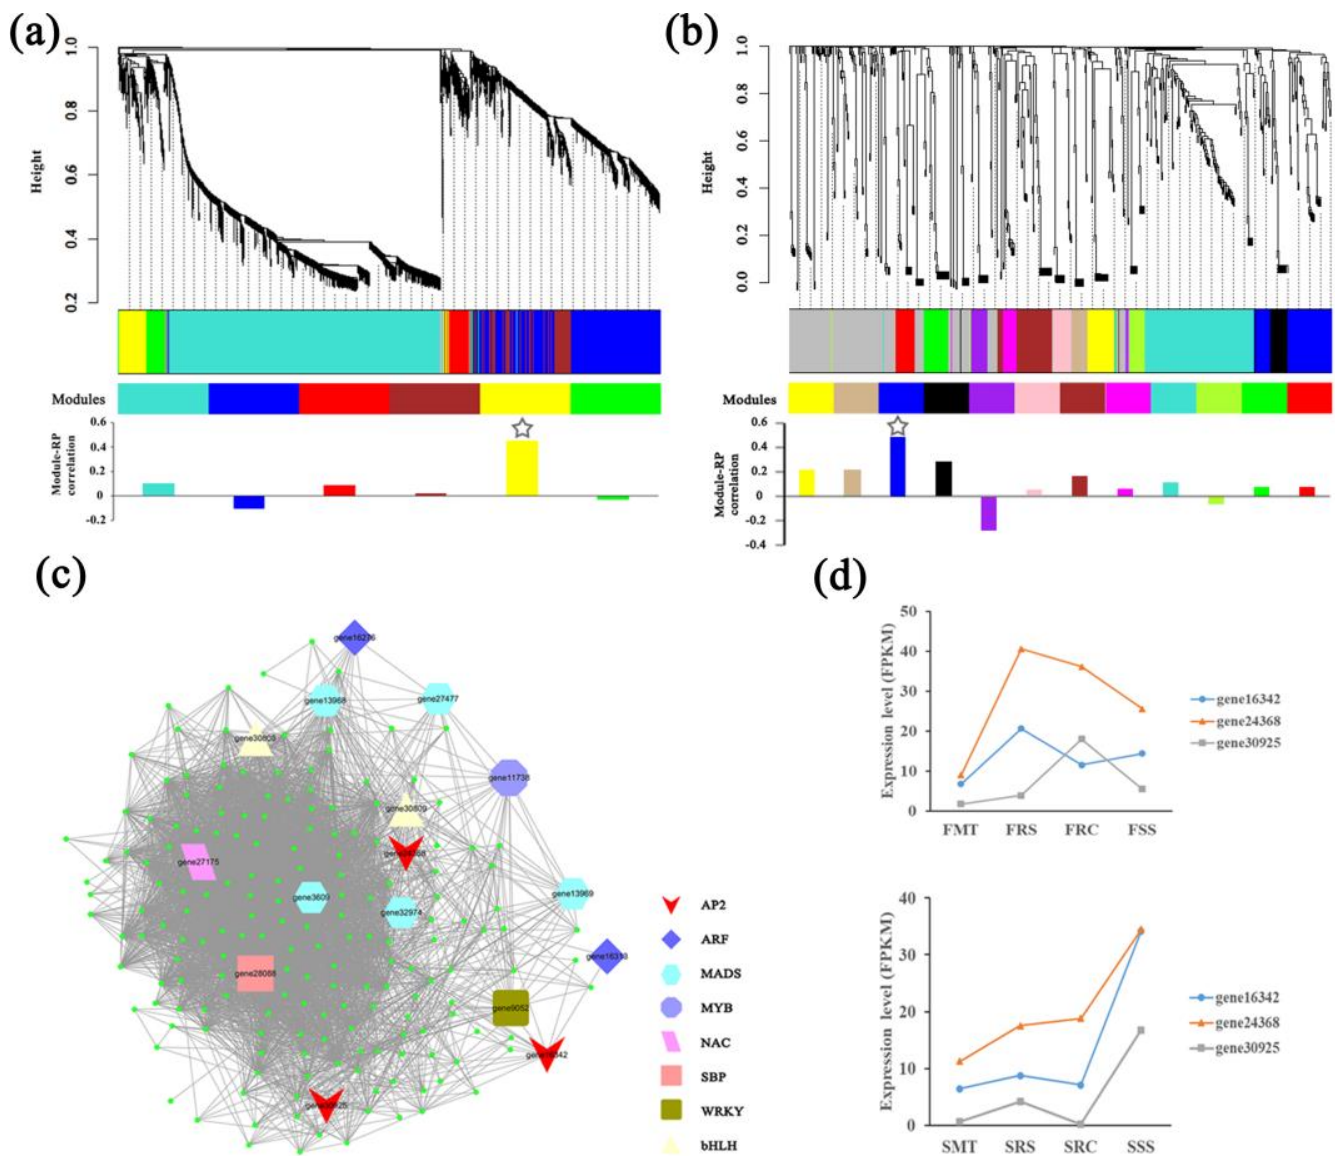 (a)
1.0
0.8
0.6
0.4
0.2
Height
Modules
Module-RP
correlation
0.6
0.4
0.2
0
-0.2
(b)
1.0
0.8
0.6
0.4
0.2
0.0
Height
Modules
Module-RP
correlation
0.6
0.4
0.2
0
-0.2
-0.4
(c)
gene16276
gene13968
gene27477
gene11738
gene30809
gene27175
gene3609
gene32974
gene13969
gene16318
gene28088
gene9052
AP2
ARF
MADS
MYB
NAC
SBP
WRKY
bHLH
(d)
Expression level (FPKM)
50
40
30
20
10
0
FMT FRS FRC FSS
gene16342
gene24368
gene30925
Expression level (FPKM)
40
30
20
10
0
SMT SRS SRC SSS
gene16342
gene24368
gene30925